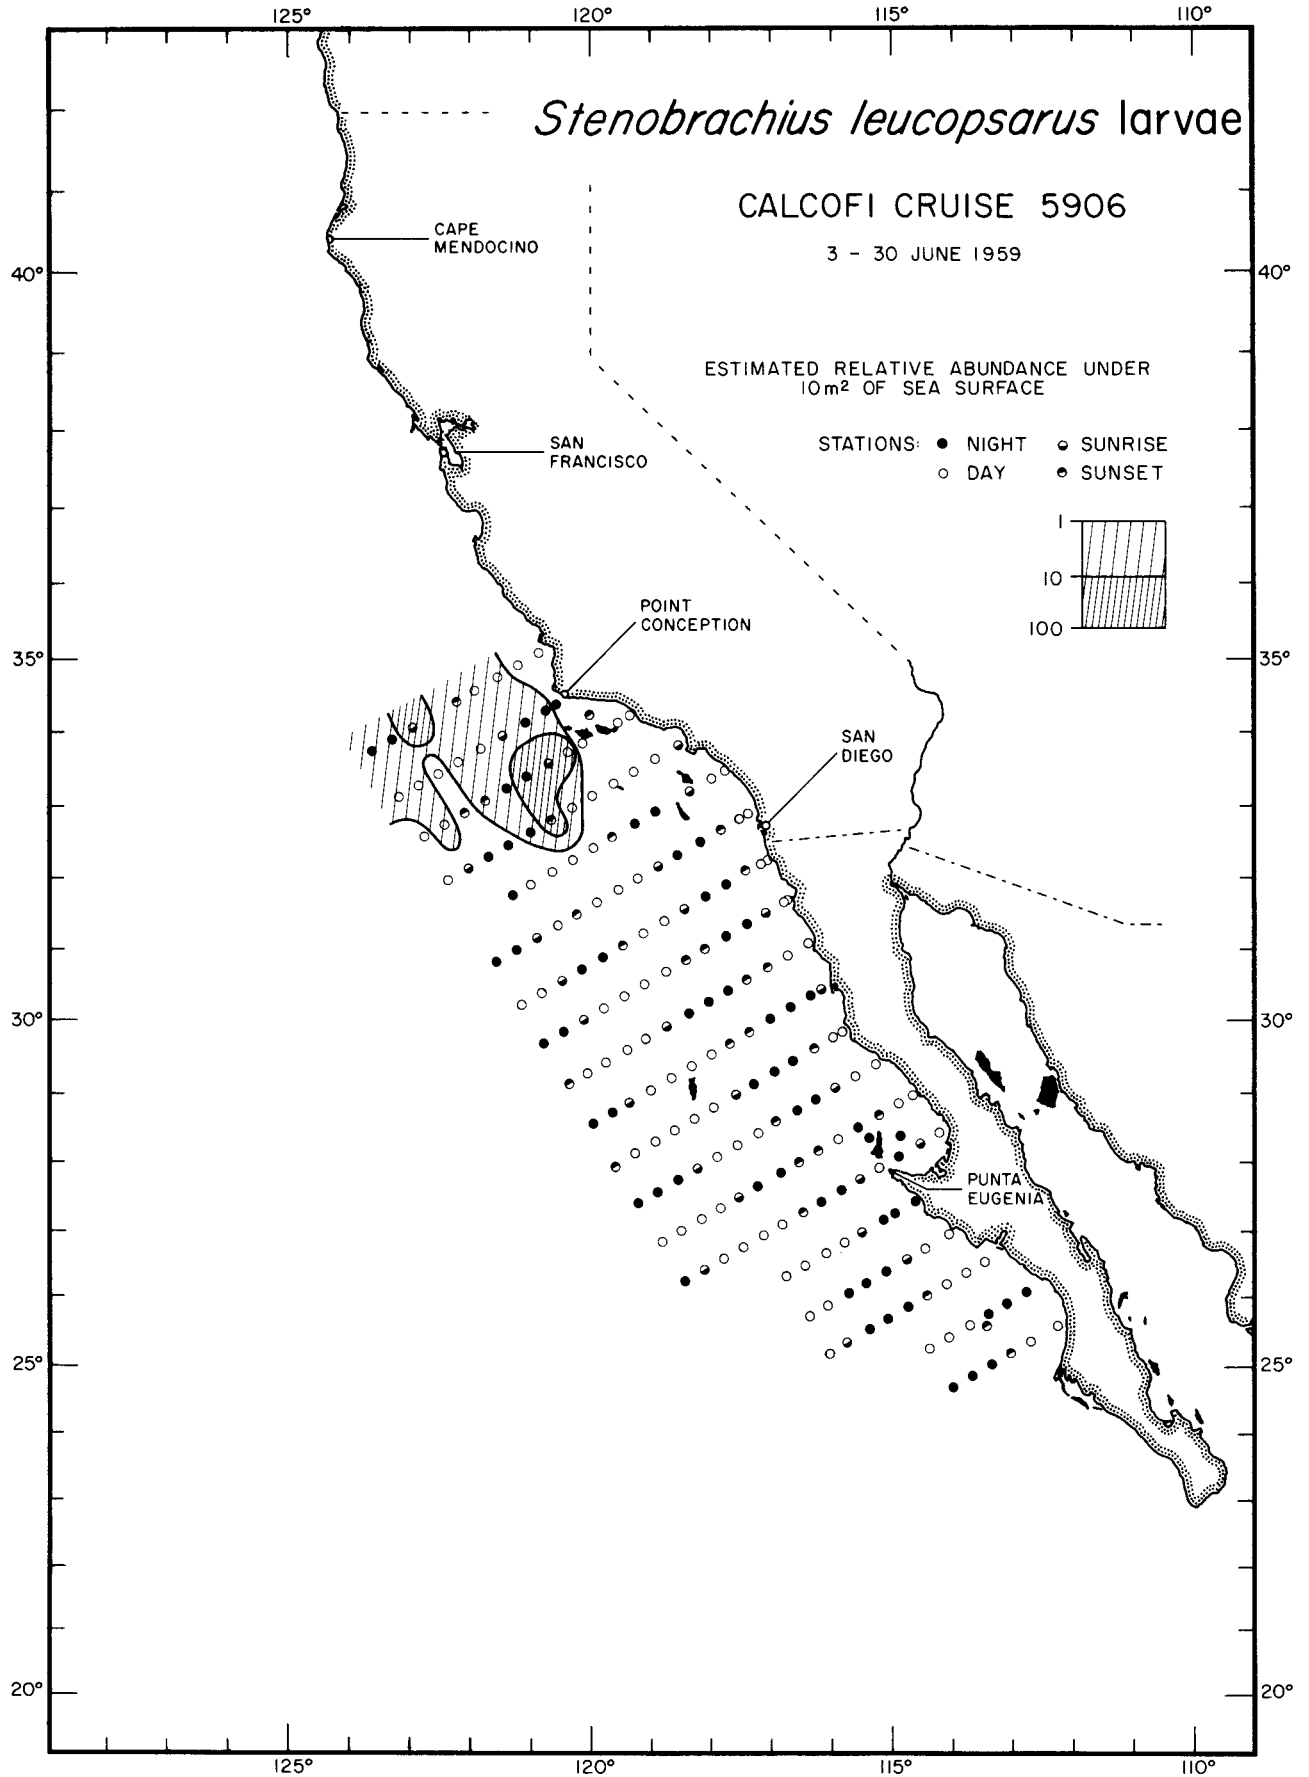 125° 120° 115° 110°
Stenobrachius leucopsarus larvae
CALCOFI CRUISE 5906
3 – 30 JUNE 1959
CAPE
MENDOCINO
40° 40°
ESTIMATED RELATIVE ABUNDANCE UNDER
10m² OF SEA SURFACE
STATIONS: NIGHT SUNRISE
DAY SUNSET
SAN
FRANCISCO
1
10
100
POINT
CONCEPTION
35° 35°
SAN
DIEGO
30° 30°
PUNTA
EUGENIA
25° 25°
20° 20°
125° 120° 115° 110°